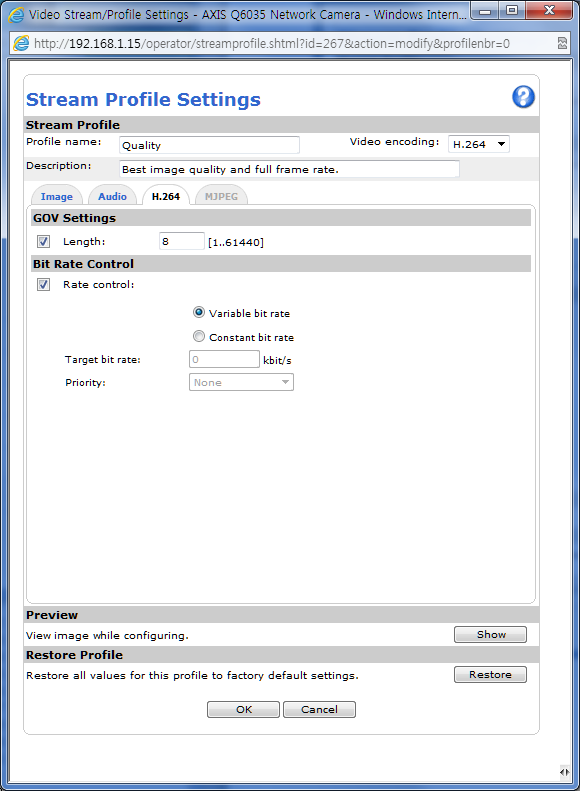 Video Stream/Profile Settings - AXIS Q6035 Network Camera - Windows Intern...
http://192.168.1.15/operator/streamprofile.shtml?id=267&action=modify&profilenbr=0
Stream Profile Settings
Stream Profile
Profile name: Quality Video encoding: H.264
Description: Best image quality and full frame rate.
Image Audio H.264 MJPEG
GOV Settings
Length: 8 [1..61440]
Bit Rate Control
Rate control:
Variable bit rate
Constant bit rate
Target bit rate: 0 kbit/s
Priority: None
Preview
View image while configuring. Show
Restore Profile
Restore all values for this profile to factory default settings. Restore
OK Cancel